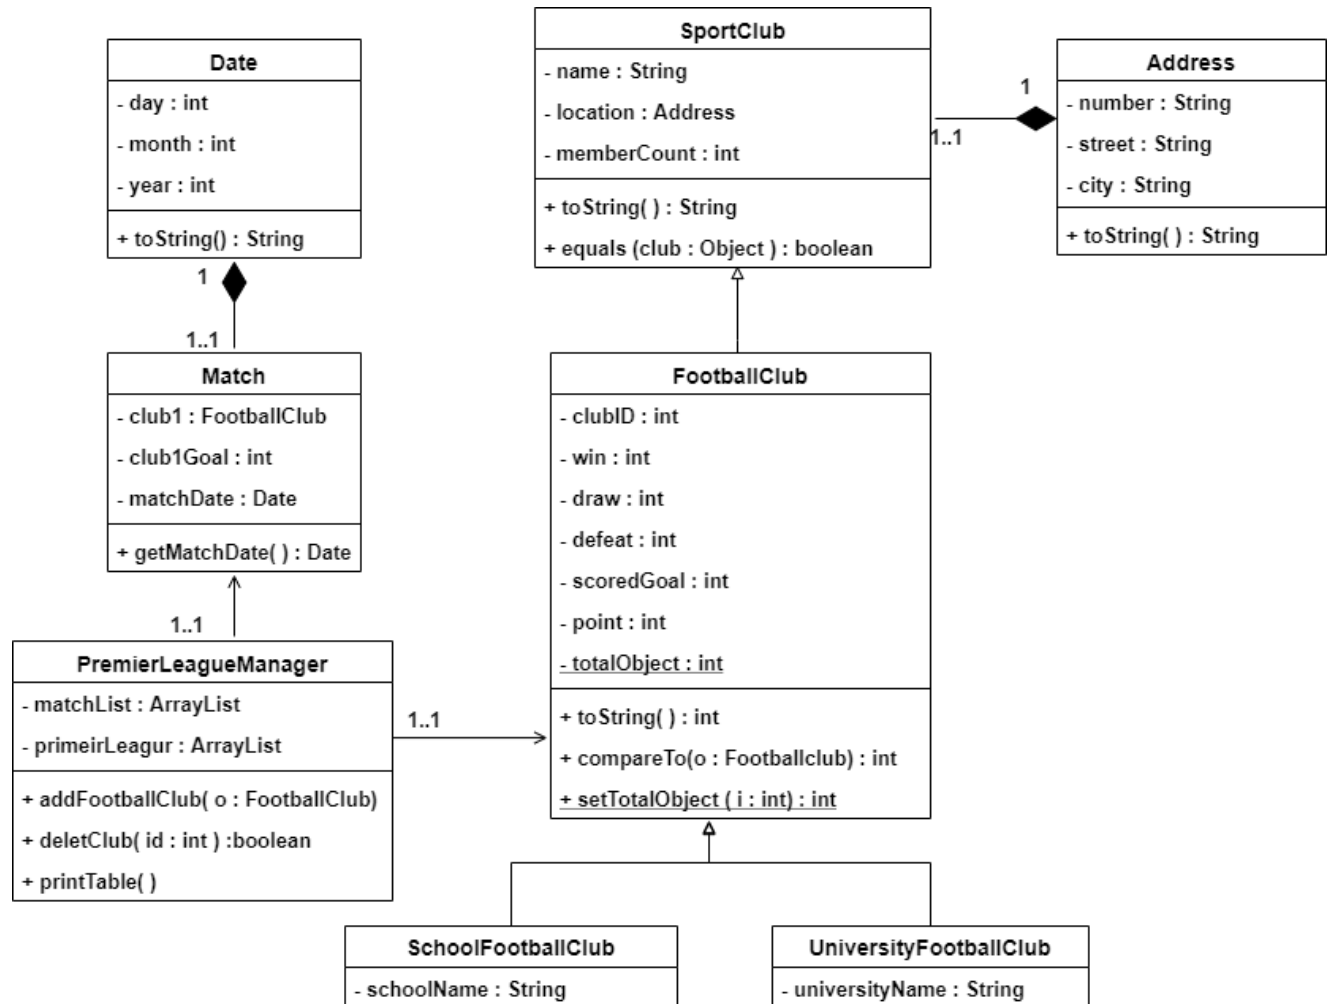 Date
- day : int
- month : int
- year : int
+ toString() : String
1
1..1
SportClub
- name : String
- location : Address
- memberCount : int
+ toString( ) : String
+ equals (club : Object ) : boolean
1
1..1
Address
- number : String
- street : String
- city : String
+ toString( ) : String
Match
- club1 : FootballClub
- club1Goal : int
- matchDate : Date
+ getMatchDate( ) : Date
1..1
FootballClub
- clubID : int
- win : int
- draw : int
- defeat : int
- scoredGoal : int
- point : int
- totalObject : int
+ toString( ) : int
+ compareTo(o : Footballclub) : int
+ setTotalObject ( i : int) : int
PremierLeagueManager
- matchList : ArrayList
- primeirLeagur : ArrayList
+ addFootballClub( o : FootballClub)
+ deletClub( id : int ) :boolean
+ printTable( )
1..1
SchoolFootballClub
- schoolName : String
UniversityFootballClub
- universityName : String